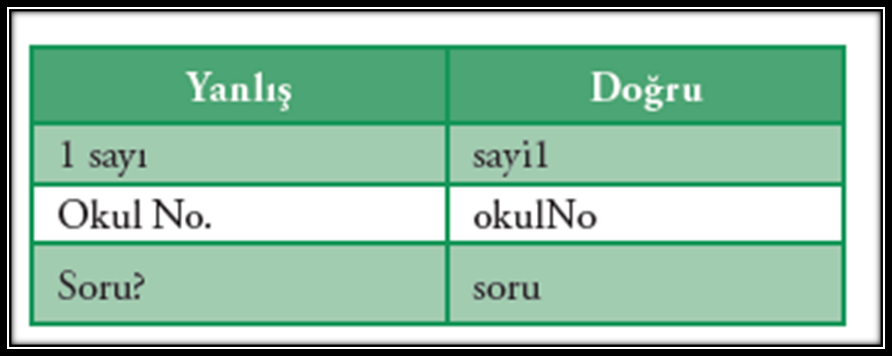 Yanlış Doğru
1 sayı sayi1
Okul No. okulNo
Soru? soru